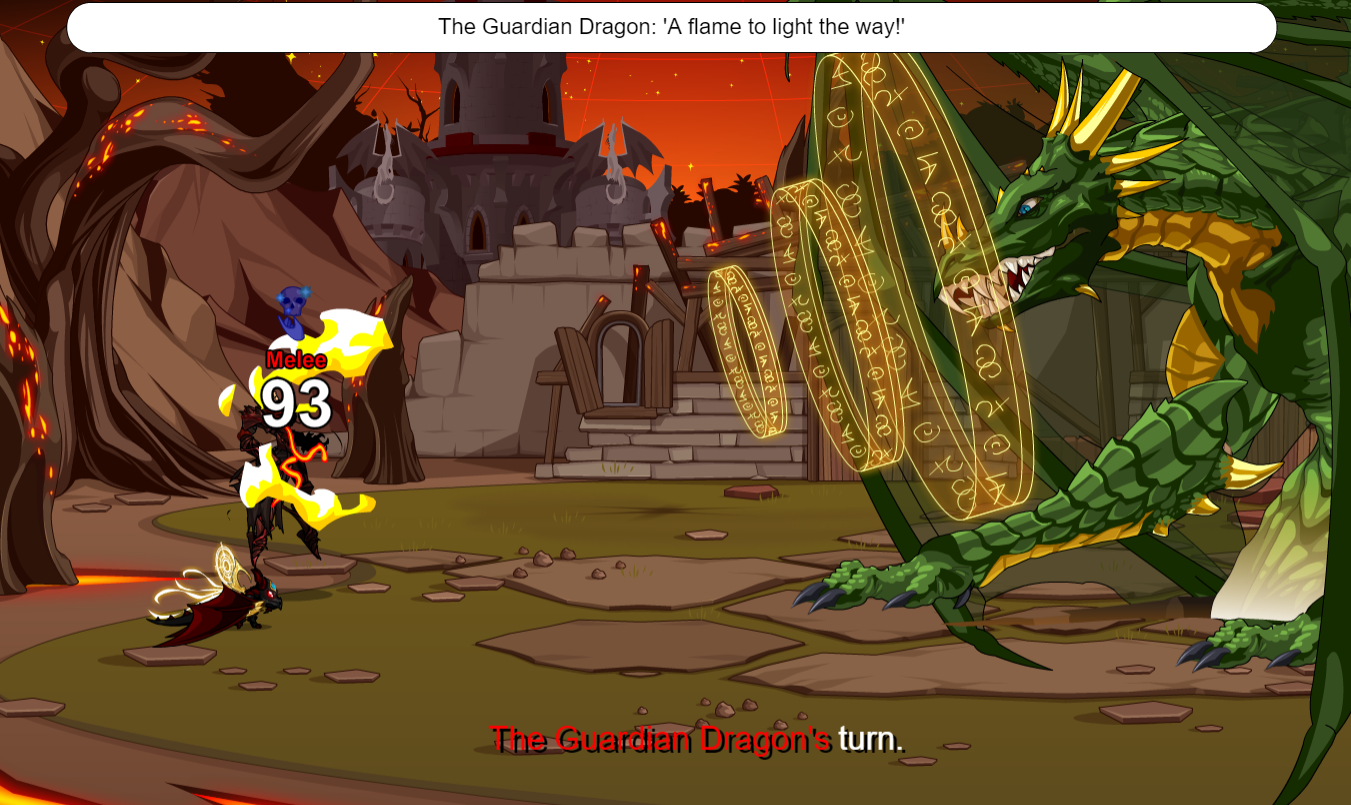 The Guardian Dragon: 'A flame to light the way!'
Melee
93
The Guardian Dragon's turn.